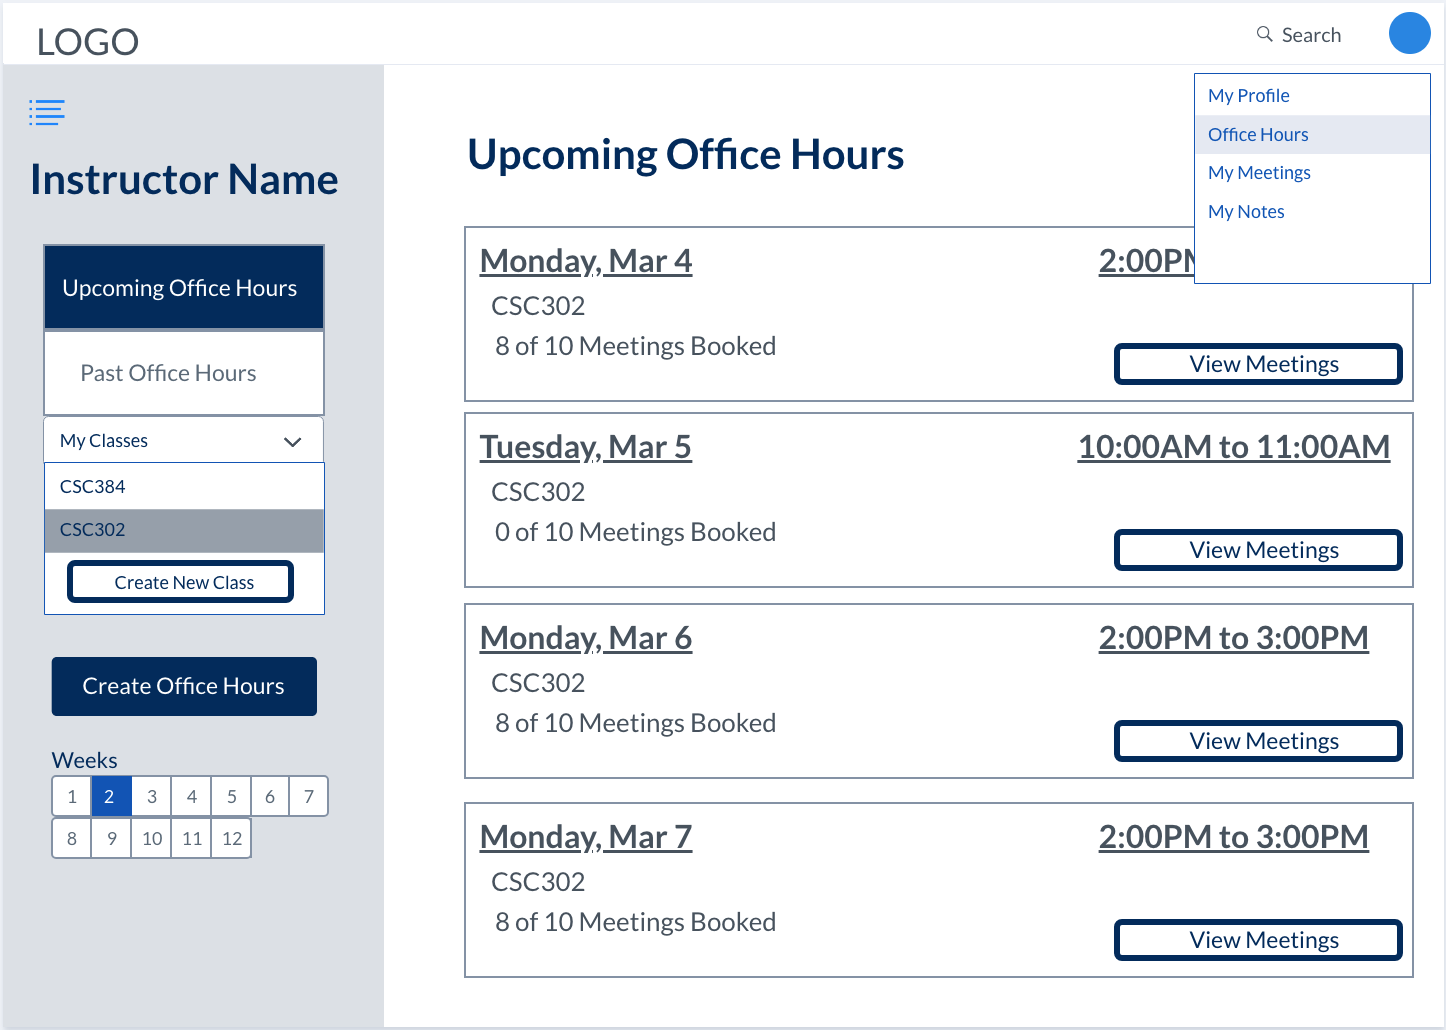 LOGO
Search
My Profile
Office Hours
My Meetings
My Notes
Instructor Name
Upcoming Office Hours
Past Office Hours
My Classes
CSC384
CSC302
Create New Class
Create Office Hours
Weeks
1 2 3 4 5 6 7
8 9 10 11 12
Upcoming Office Hours
Monday, Mar 4 2:00PM
CSC302
8 of 10 Meetings Booked
View Meetings
Tuesday, Mar 5 10:00AM to 11:00AM
CSC302
0 of 10 Meetings Booked
View Meetings
Monday, Mar 6 2:00PM to 3:00PM
CSC302
8 of 10 Meetings Booked
View Meetings
Monday, Mar 7 2:00PM to 3:00PM
CSC302
8 of 10 Meetings Booked
View Meetings